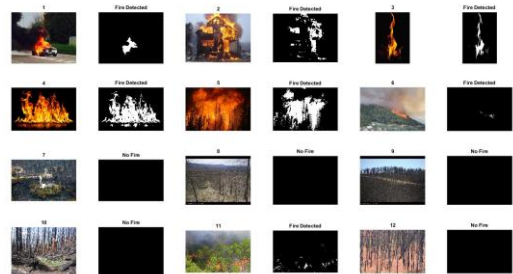 1 Fire Detected 2 Fire Detected 3 Fire Detected
4 Fire Detected 5 Fire Detected 6 Fire Detected
7 No Fire 8 No Fire 9 No Fire
10 No Fire 11 Fire Detected 12 No Fire